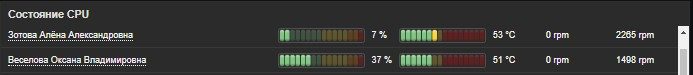 Состояние CPU
Зотова Алёна Александровна 7 % 53 °C 0 rpm 2265 rpm
Веселова Оксана Владимировна 37 % 51 °C 0 rpm 1498 rpm